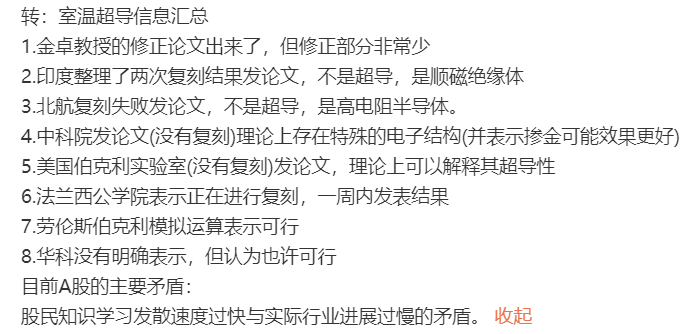 转：室温超导信息汇总
1.金卓教授的修正论文出来了，但修正部分非常少
2.印度整理了两次复刻结果发论文，不是超导，是顺磁绝缘体
3.北航复刻失败发论文，不是超导，是高电阻半导体。
4.中科院发论文(没有复刻)理论上存在特殊的电子结构(并表示掺金可能效果更好)
5.美国伯克利实验室(没有复刻)发论文，理论上可以解释其超导性
6.法兰西公学院表示正在进行复刻，一周内发表结果
7.劳伦斯伯克利模拟运算表示可行
8.华科没有明确表示，但认为也许可行
目前A股的主要矛盾：
股民知识学习发散速度过快与实际行业进展过慢的矛盾。 收起